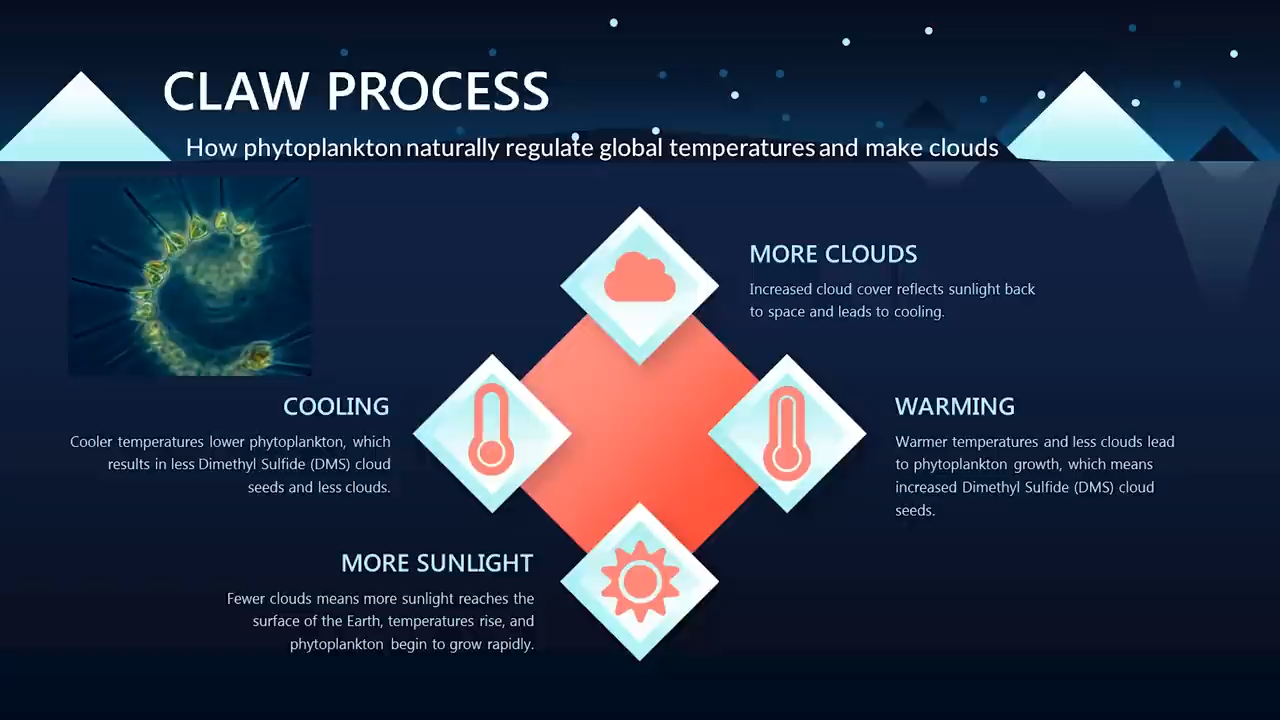 CLAW PROCESS
How phytoplankton naturally regulate global temperatures and make clouds
MORE CLOUDS
Increased cloud cover reflects sunlight back
to space and leads to cooling.
COOLING
Cooler temperatures lower phytoplankton, which
results in less Dimethyl Sulfide (DMS) cloud
seeds and less clouds.
WARMING
Warmer temperatures and less clouds lead
to phytoplankton growth, which means
increased Dimethyl Sulfide (DMS) cloud
seeds.
MORE SUNLIGHT
Fewer clouds means more sunlight reaches the
surface of the Earth, temperatures rise, and
phytoplankton begin to grow rapidly.